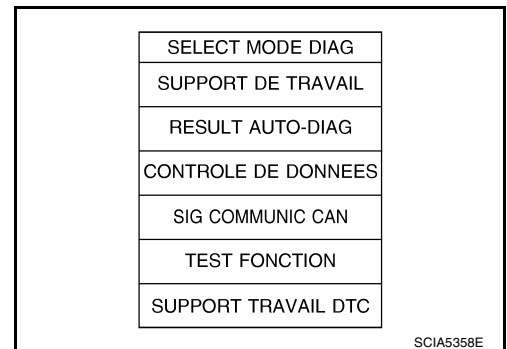 SELECT MODE DIAG
SUPPORT DE TRAVAIL
RESULT AUTO-DIAG
CONTROLE DE DONNEES
SIG COMMUNIC CAN
TEST FONCTION
SUPPORT TRAVAIL DTC
SCIA5358E